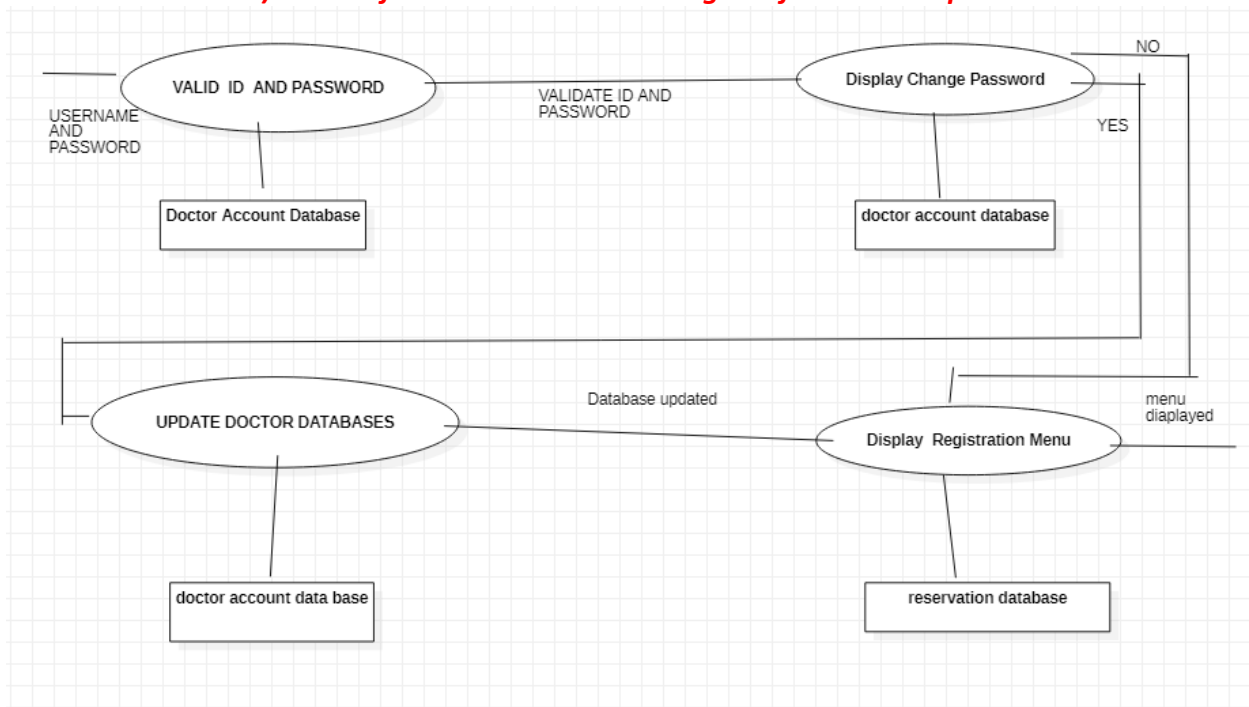 NO
VALID  ID  AND PASSWORD
Display Change Password
VALIDATE ID AND
PASSWORD
USERNAME
AND
PASSWORD
YES
Doctor Account Database
doctor account database
Database updated
menu
diaplayed
UPDATE DOCTOR DATABASES
Display  Registration Menu
doctor account data base
reservation database